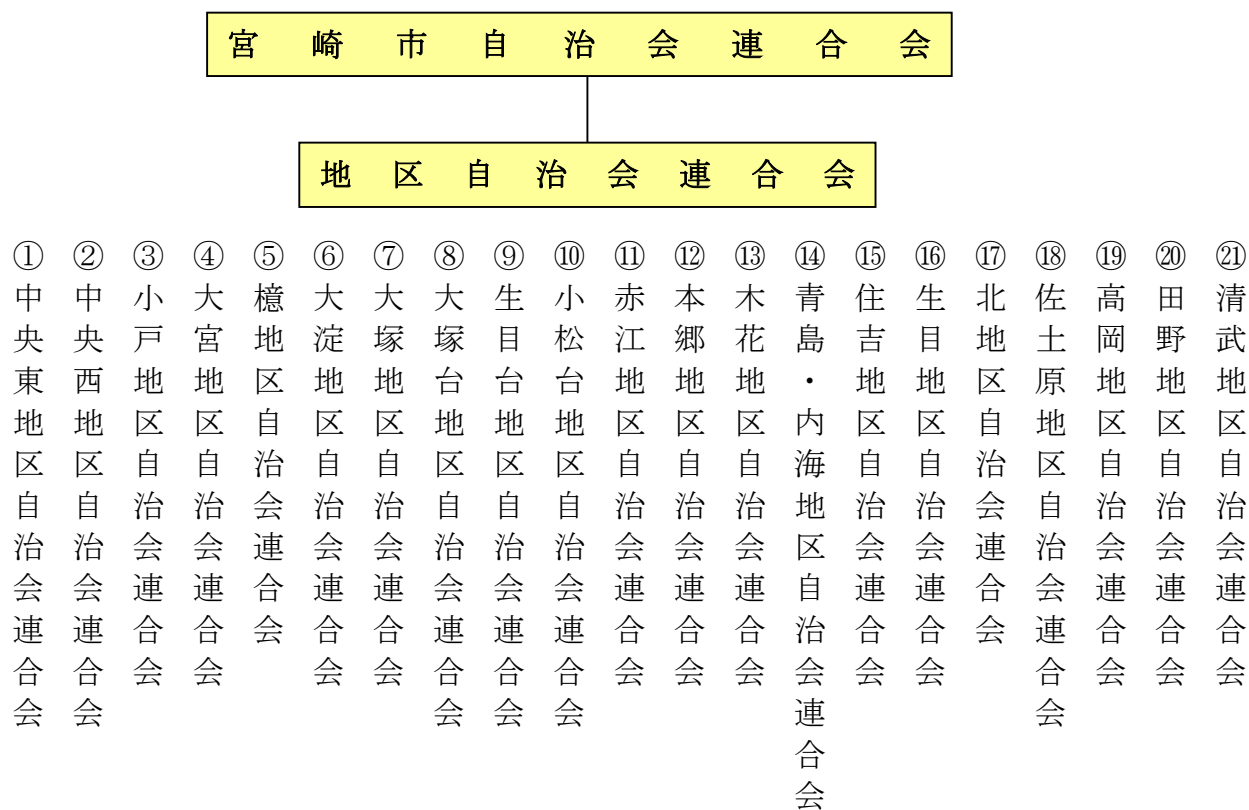 宮崎市自治会連合会
地区自治会連合会
①中央東地区自治会連合会
②中央西地区自治会連合会
③小戸地区自治会連合会
④大宮地区自治会連合会
⑤檍地区自治会連合会
⑥大淀地区自治会連合会
⑦大塚地区自治会連合会
⑧大塚台地区自治会連合会
⑨生目台地区自治会連合会
⑩小松台地区自治会連合会
⑪赤江地区自治会連合会
⑫本郷地区自治会連合会
⑬木花地区自治会連合会
⑭青島・内海地区自治会連合会
⑮住吉地区自治会連合会
⑯生目地区自治会連合会
⑰北地区自治会連合会
⑱佐土原地区自治会連合会
⑲高岡地区自治会連合会
⑳田野地区自治会連合会
㉑清武地区自治会連合会